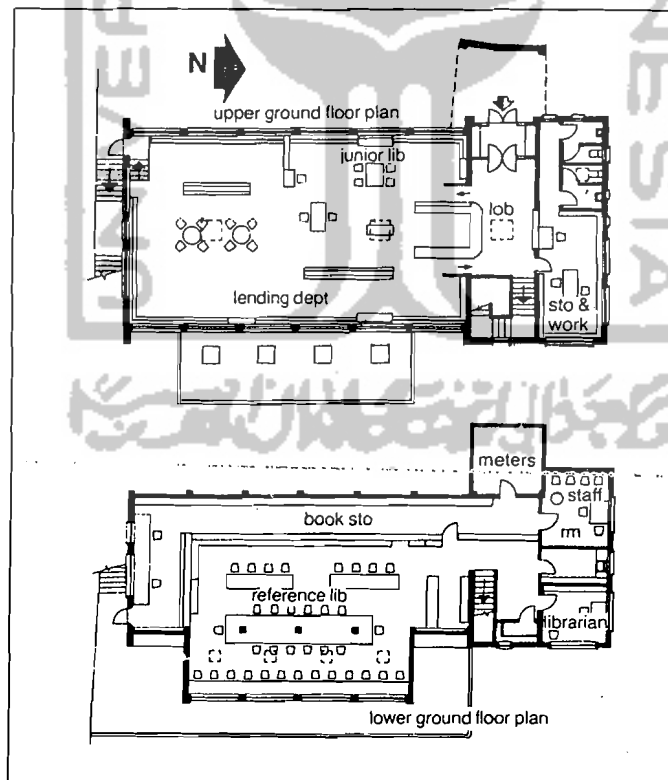 N
upper ground floor plan
junior lib
lob
lending dept
sto &
work
meters
staff
rm
book sto
reference lib
librarian
lower ground floor plan